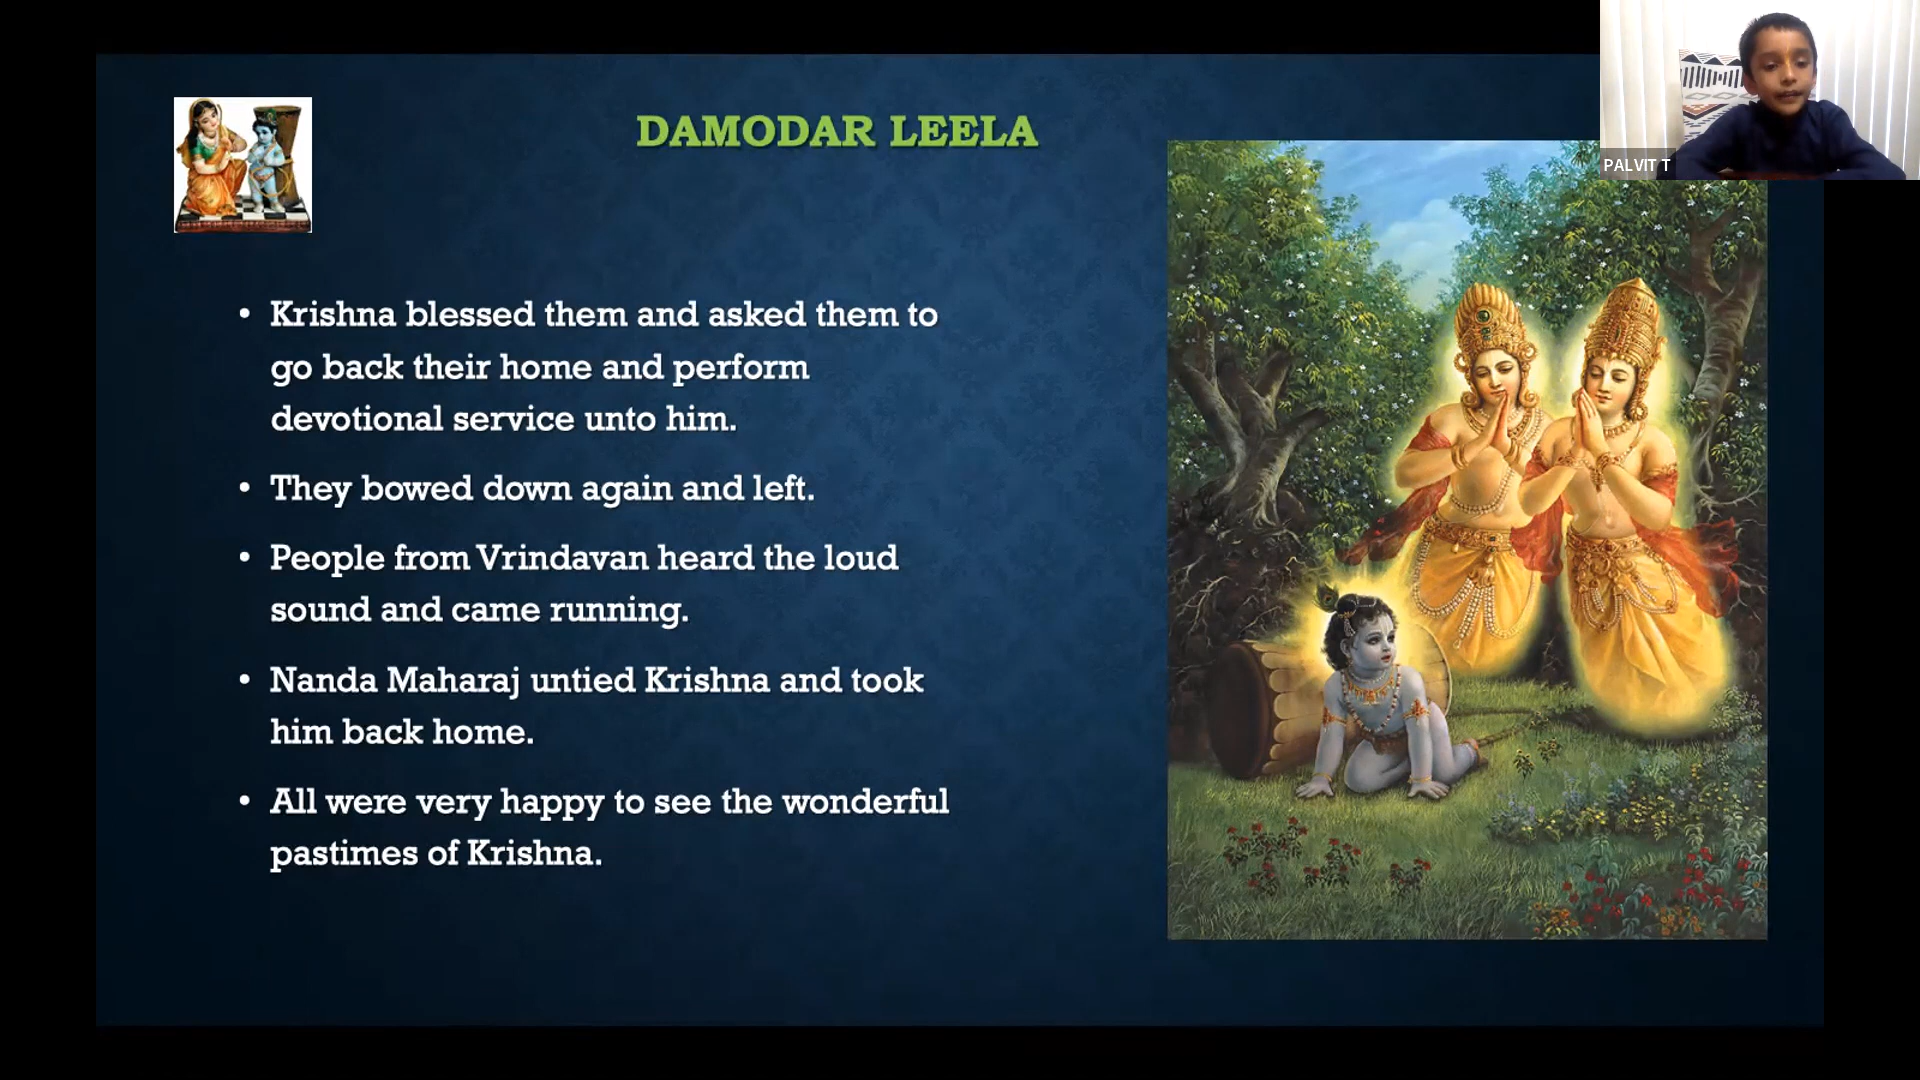 DAMODAR LEELA
PALVIT T
• Krishna blessed them and asked them to
go back their home and perform
devotional service unto him.
• They bowed down again and left.
• People from Vrindavan heard the loud
sound and came running.
• Nanda Maharaj untied Krishna and took
him back home.
• All were very happy to see the wonderful
pastimes of Krishna.